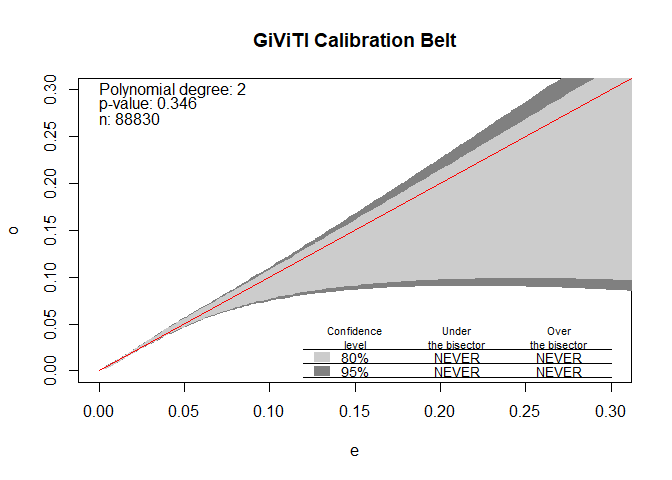 GiViTI Calibration Belt
Polynomial degree: 2
p-value: 0.346
n: 88830
0.30
0.25
0.20
0.15
0.10
0.05
0.00
o
Confidence level Under the bisector Over the bisector
80% NEVER NEVER
95% NEVER NEVER
0.00 0.05 0.10 0.15 0.20 0.25 0.30
e